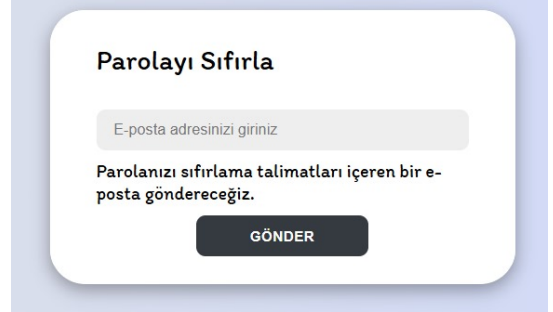 Parolayı Sıfırla
E-posta adresinizi giriniz
Parolanızı sıfırlama talimatları içeren bir e-
posta göndereceğiz.
GÖNDER